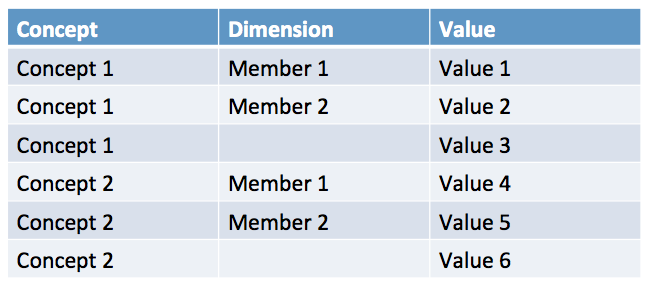 Concept Dimension Value
Concept 1 Member 1 Value 1
Concept 1 Member 2 Value 2
Concept 1 Value 3
Concept 2 Member 1 Value 4
Concept 2 Member 2 Value 5
Concept 2 Value 6